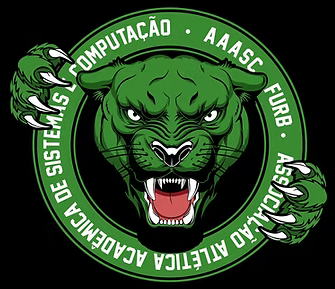 ASSOCIAÇÃO ATLÉTICA ACADÊMICA DE SISTEMAS E COMPUTAÇÃO · AAASC FURB ·